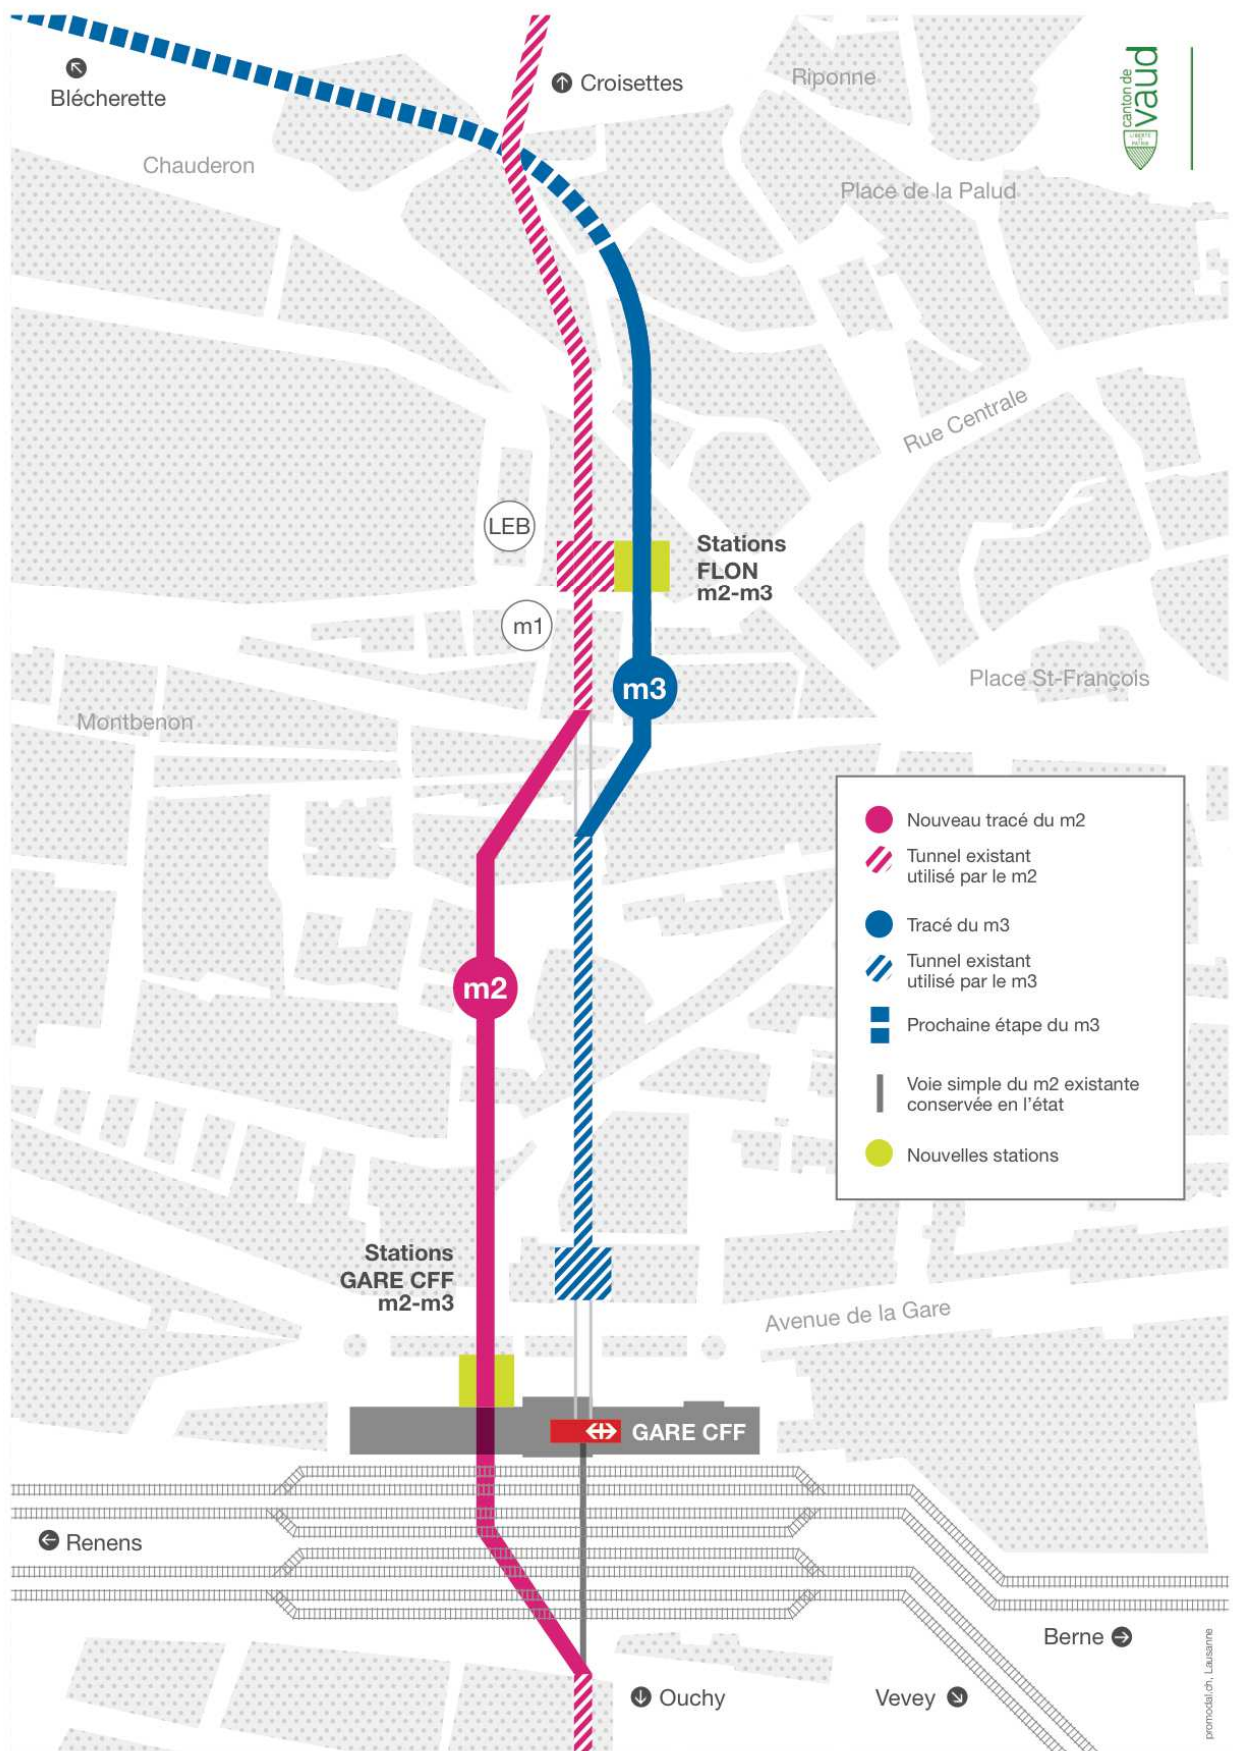 Blécherette
Croisettes
Riponne
canton de
vaud
LIBERTÉ
ET
PATRIE
Chauderon
Place de la Palud
Rue Centrale
LEB
Stations
FLON
m2-m3
m1
m3
Place St-François
Montbenon
Nouveau tracé du m2
Tunnel existant
utilisé par le m2
Tracé du m3
Tunnel existant
utilisé par le m3
Prochaine étape du m3
Voie simple du m2 existante
conservée en l'état
Nouvelles stations
m2
Stations
GARE CFF
m2-m3
Avenue de la Gare
GARE CFF
Renens
Berne
Ouchy
Vevey
promodal.ch, Lausanne